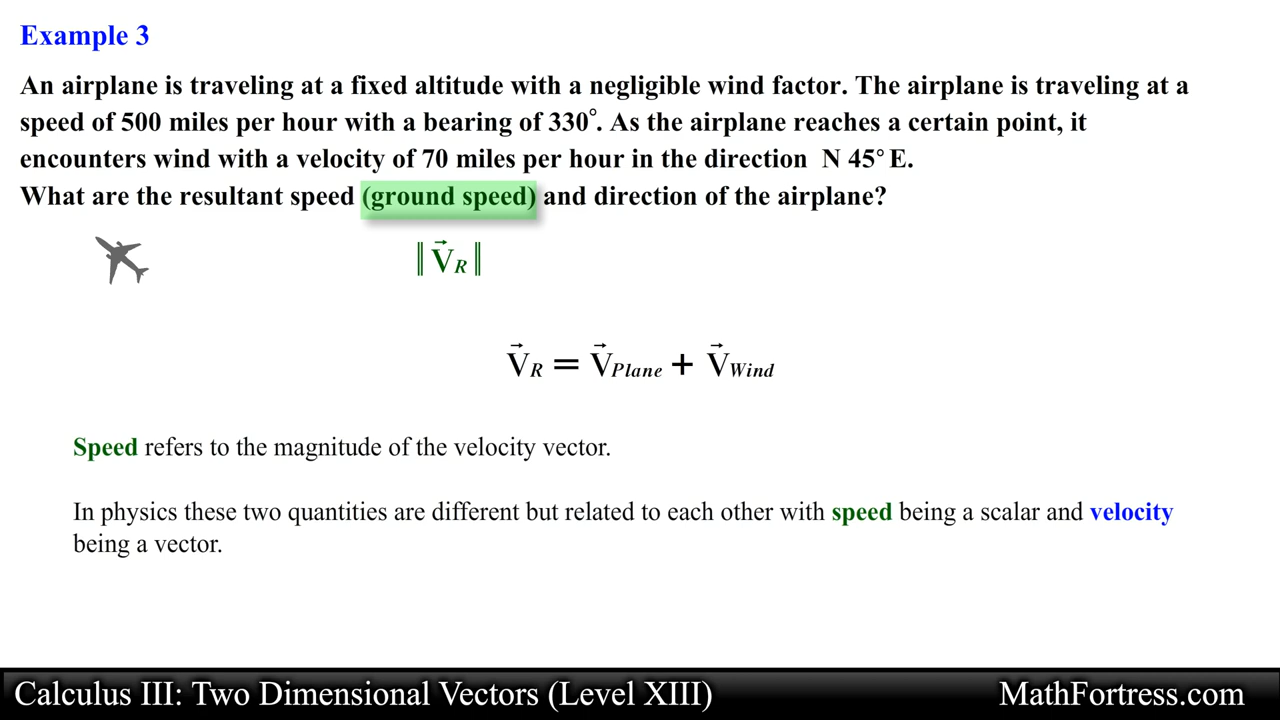 Example 3
An airplane is traveling at a fixed altitude with a negligible wind factor. The airplane is traveling at a
speed of 500 miles per hour with a bearing of 330°. As the airplane reaches a certain point, it
encounters wind with a velocity of 70 miles per hour in the direction N 45° E.
What are the resultant speed (ground speed) and direction of the airplane?
‖V⃗_R‖
V⃗_R = V⃗_Plane + V⃗_Wind
Speed refers to the magnitude of the velocity vector.
In physics these two quantities are different but related to each other with speed being a scalar and velocity
being a vector.
Calculus III: Two Dimensional Vectors (Level XIII) MathFortress.com